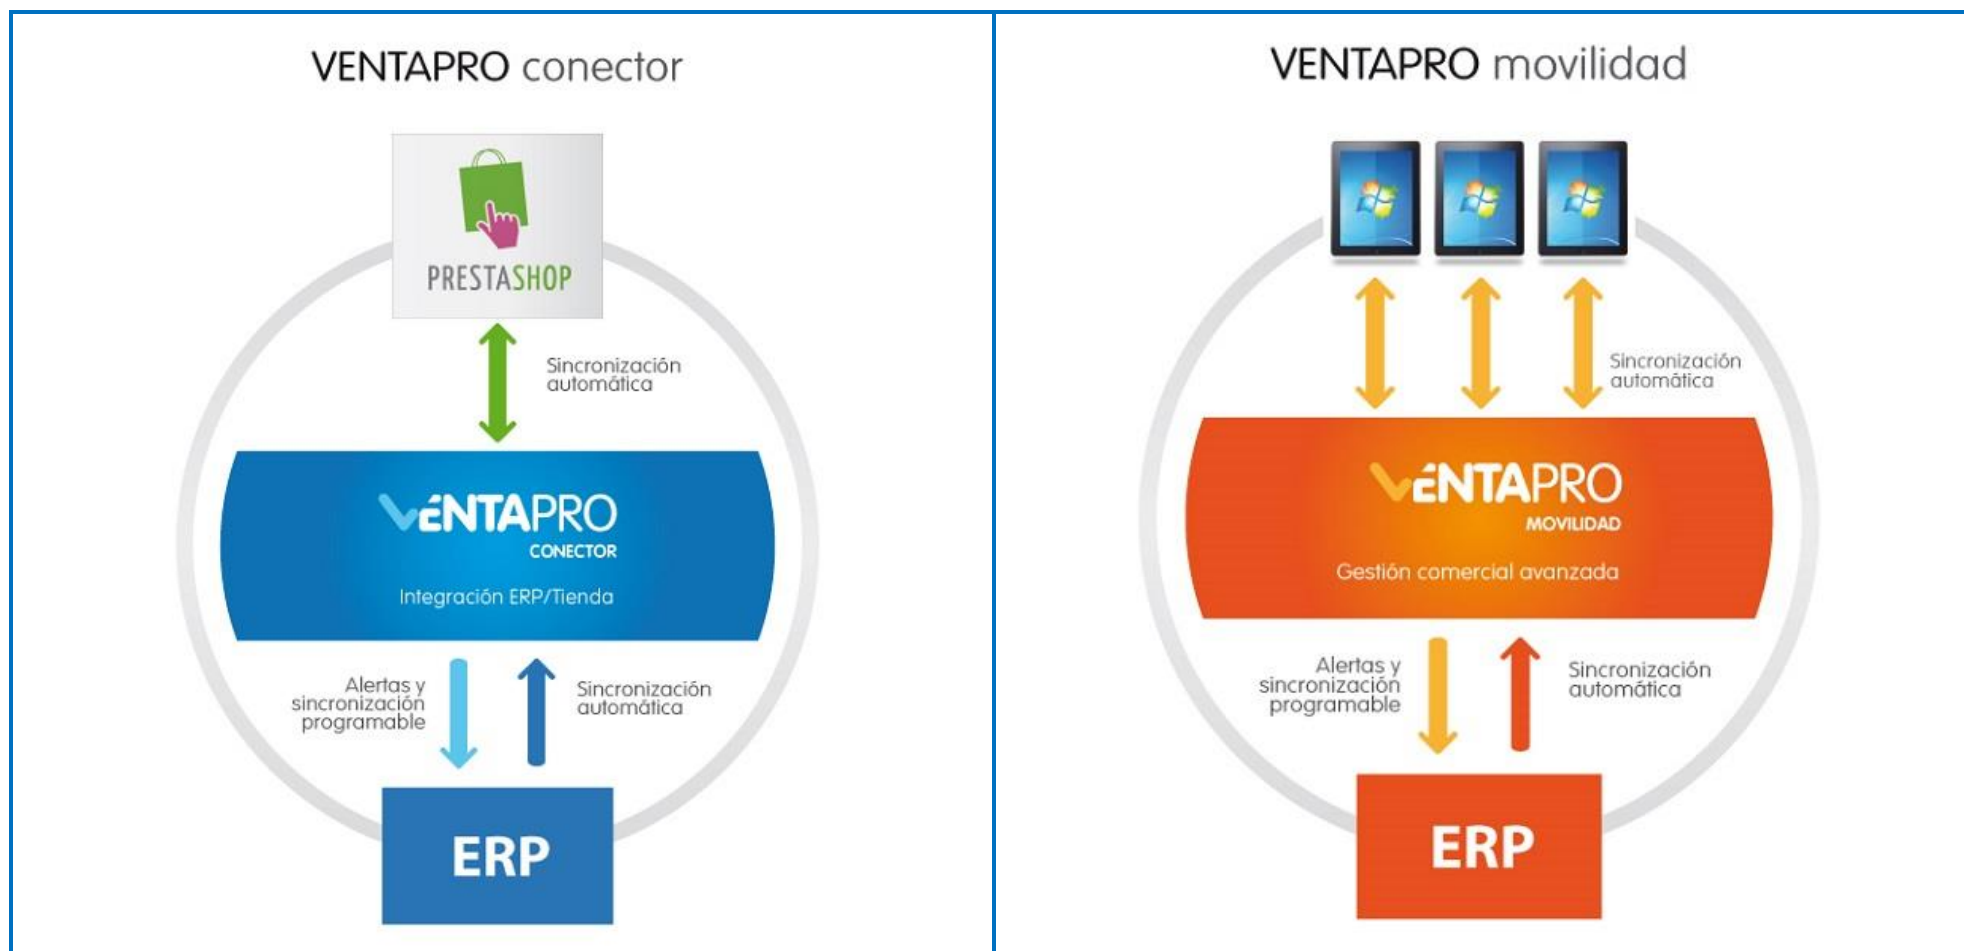 VENTAPRO conector
PRESTASHOP
Sincronización
automática
VENTAPRO
CONECTOR
Integración ERP/Tienda
Alertas y
sincronización
programable
Sincronización
automática
ERP
VENTAPRO movilidad
Sincronización
automática
VENTAPRO
MOVILIDAD
Gestión comercial avanzada
Alertas y
sincronización
programable
Sincronización
automática
ERP